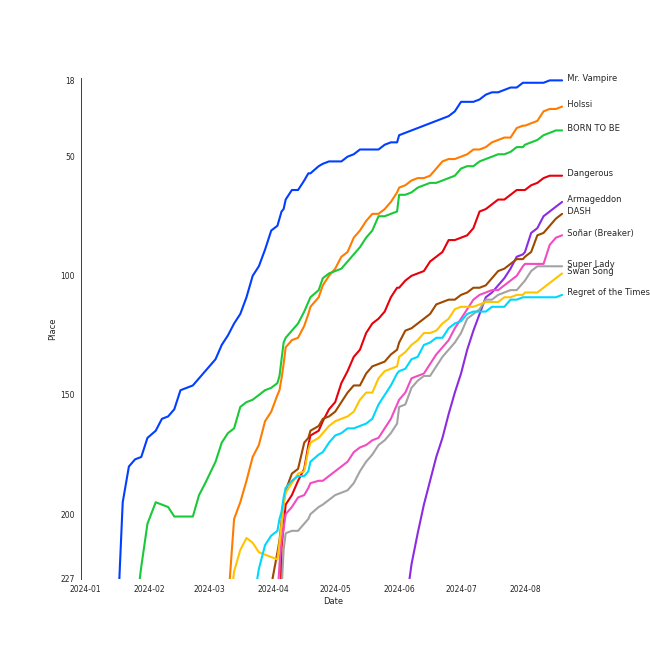 18
50
100
150
200
227
Place
2024-01
2024-02
2024-03
2024-04
2024-05
2024-06
2024-07
2024-08
Date
Mr. Vampire
Holssi
BORN TO BE
Dangerous
Armageddon
DASH
Soñar (Breaker)
Super Lady
Swan Song
Regret of the Times